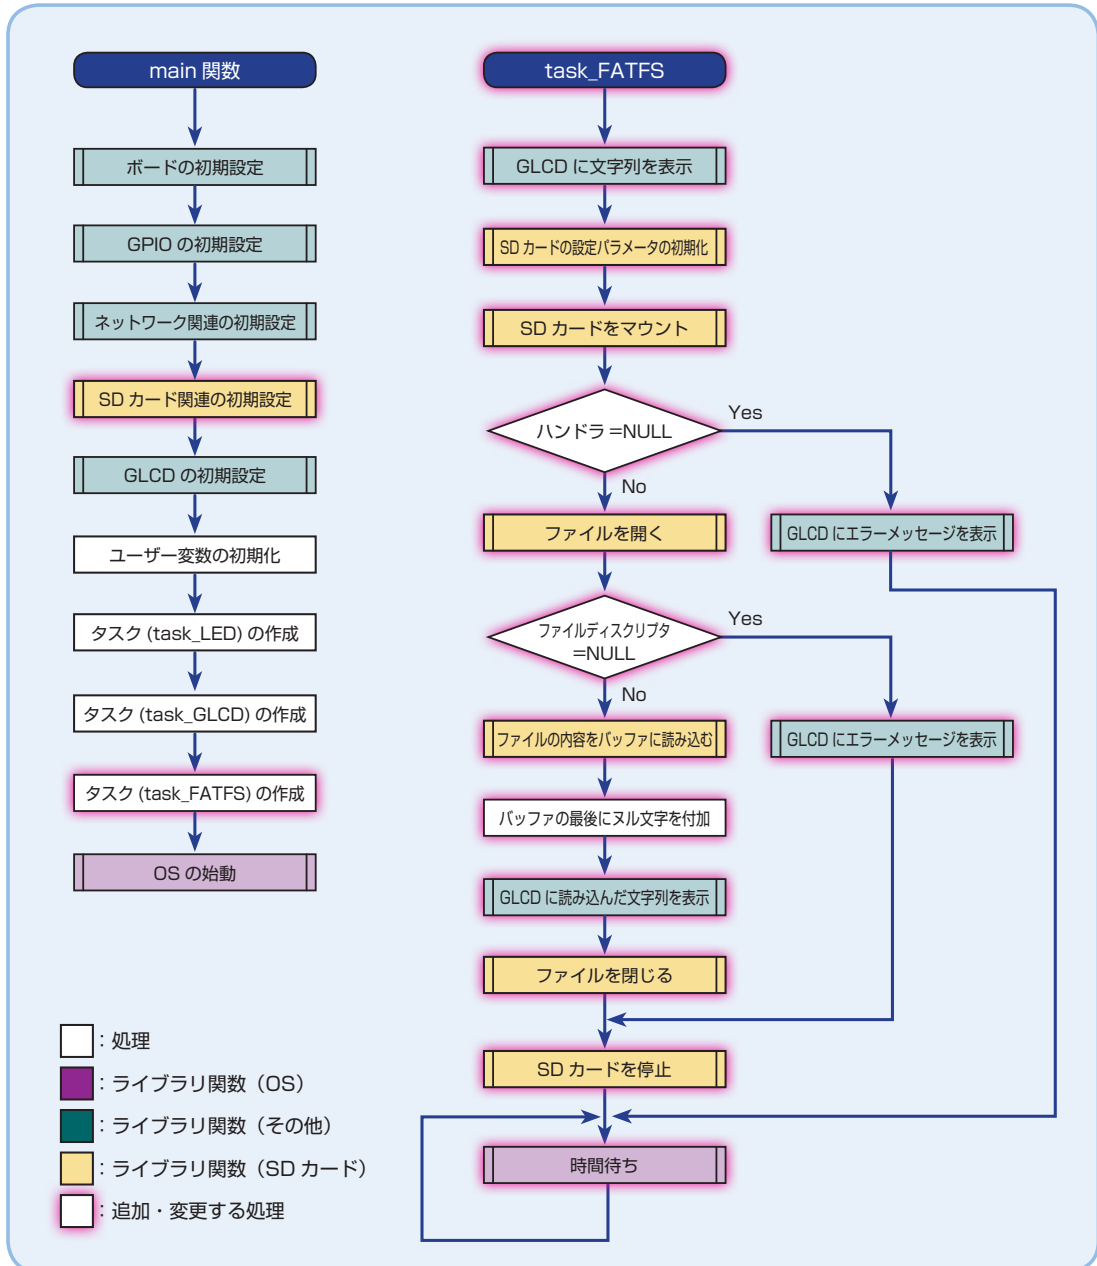 main 関数
ボードの初期設定
GPIO の初期設定
ネットワーク関連の初期設定
SD カード関連の初期設定
GLCD の初期設定
ユーザー変数の初期化
タスク (task_LED) の作成
タスク (task_GLCD) の作成
タスク (task_FATFS) の作成
OS の始動
task_FATFS
GLCD に文字列を表示
SD カードの設定パラメータの初期化
SD カードをマウント
ハンドラ =NULL
Yes
No
ファイルを開く
GLCD にエラーメッセージを表示
ファイルディスクリプタ
=NULL
Yes
No
ファイルの内容をバッファに読み込む
GLCD にエラーメッセージを表示
バッファの最後にヌル文字を付加
GLCD に読み込んだ文字列を表示
ファイルを閉じる
SD カードを停止
時間待ち
：処理
：ライブラリ関数（OS）
：ライブラリ関数（その他）
：ライブラリ関数（SD カード）
：追加・変更する処理